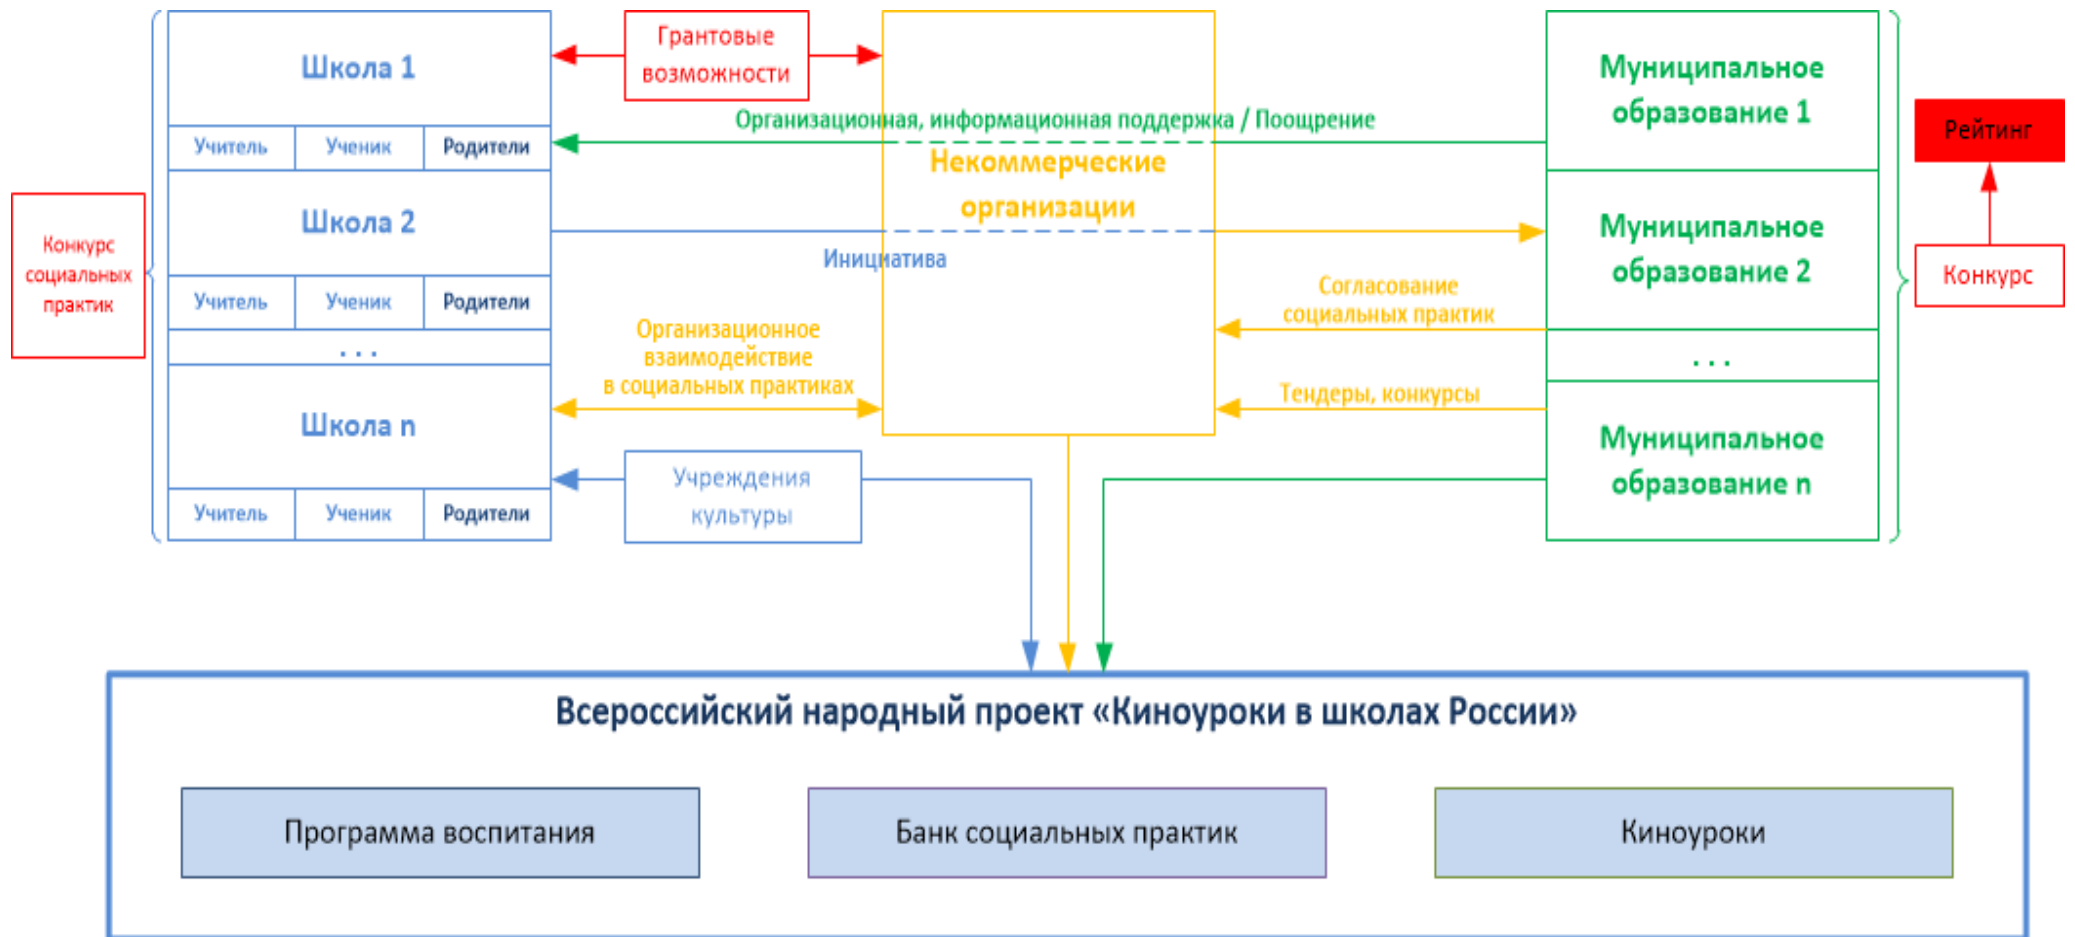 Школа 1
Учитель Ученик Родители
Школа 2
Учитель Ученик Родители
. . .
Школа n
Учитель Ученик Родители
Конкурс
социальных
практик
Грантовые
возможности
Организационная, информационная поддержка / Поощрение
Некоммерческие
организации
Инициатива
Организационное
взаимодействие
в социальных практиках
Учреждения
культуры
Согласование
социальных практик
Тендеры, конкурсы
Муниципальное
образование 1
Муниципальное
образование 2
. . .
Муниципальное
образование n
Рейтинг
Конкурс
Всероссийский народный проект «Киноуроки в школах России»
Программа воспитания
Банк социальных практик
Киноуроки